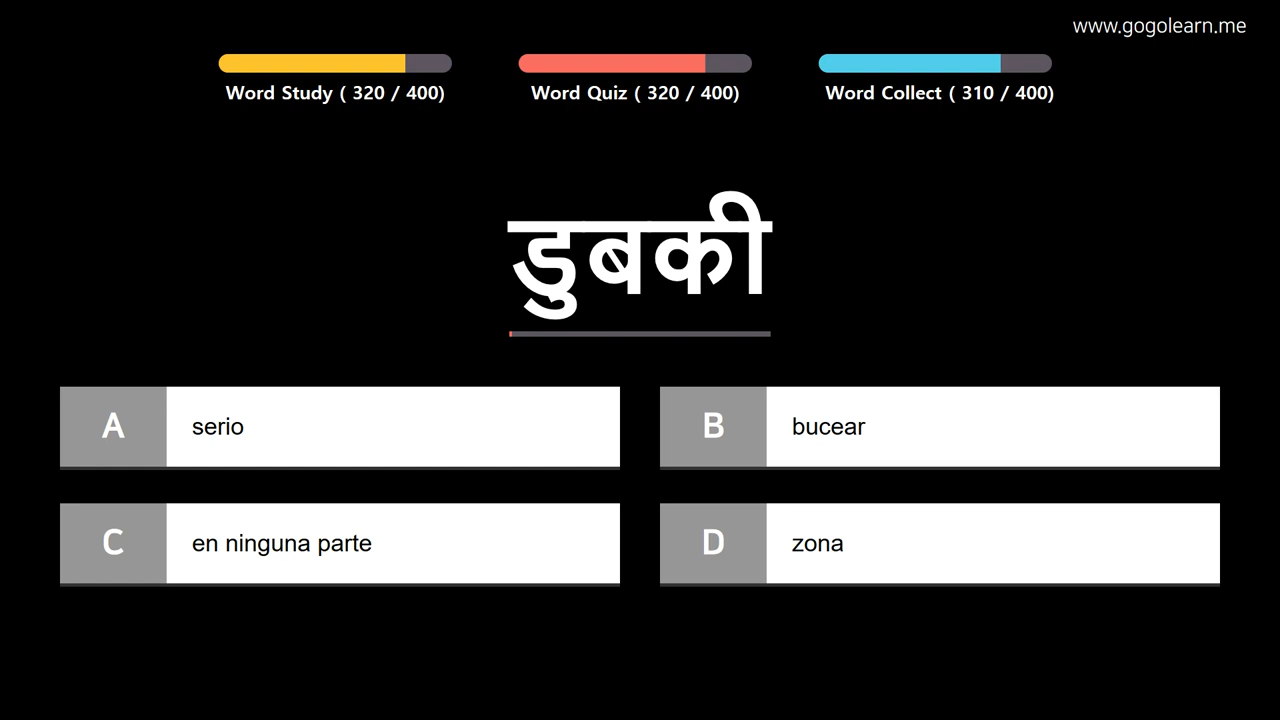 www.gogolearn.me
Word Study ( 320 / 400)
Word Quiz ( 320 / 400)
Word Collect ( 310 / 400)
डुबकी
A serio
B bucear
C en ninguna parte
D zona